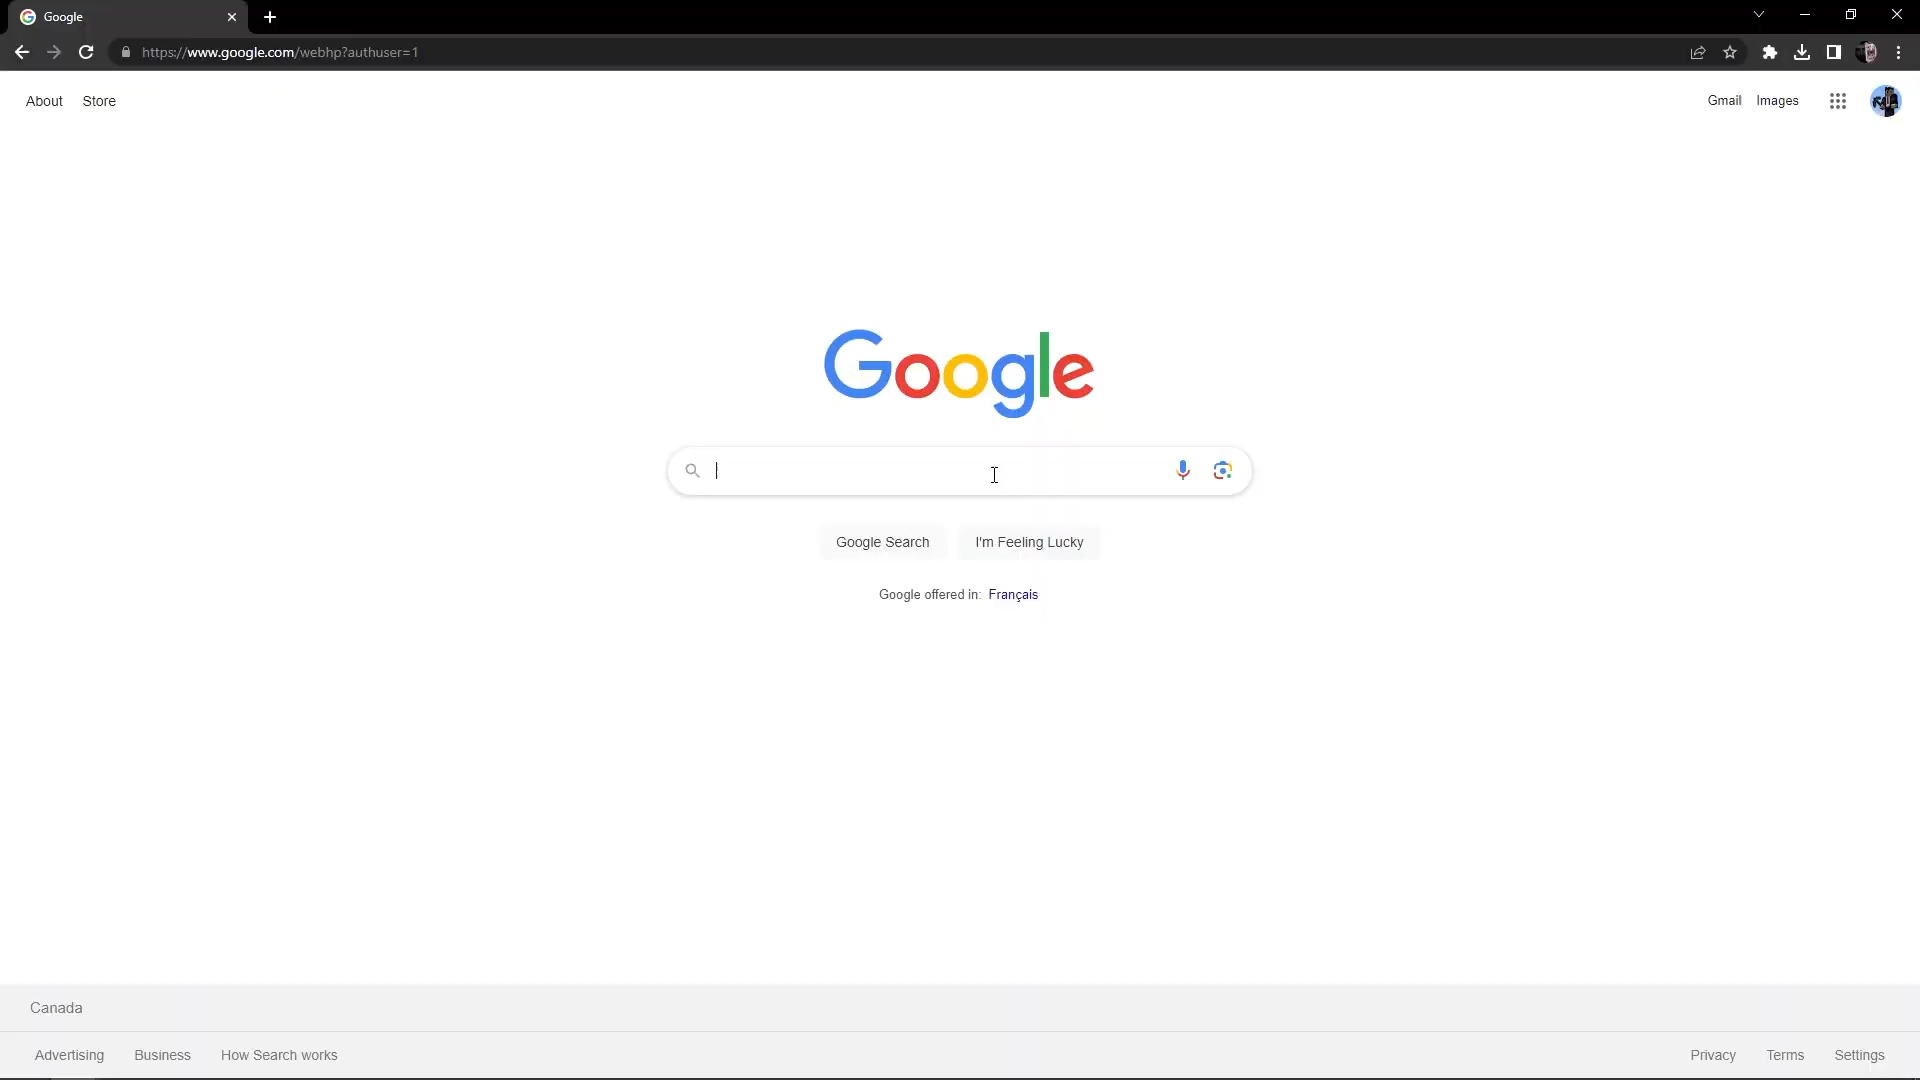 Google
https://www.google.com/webhp?authuser=1
About Store
Gmail Images
Google
Google Search I'm Feeling Lucky
Google offered in: Français
Canada
Advertising Business How Search works
Privacy Terms Settings